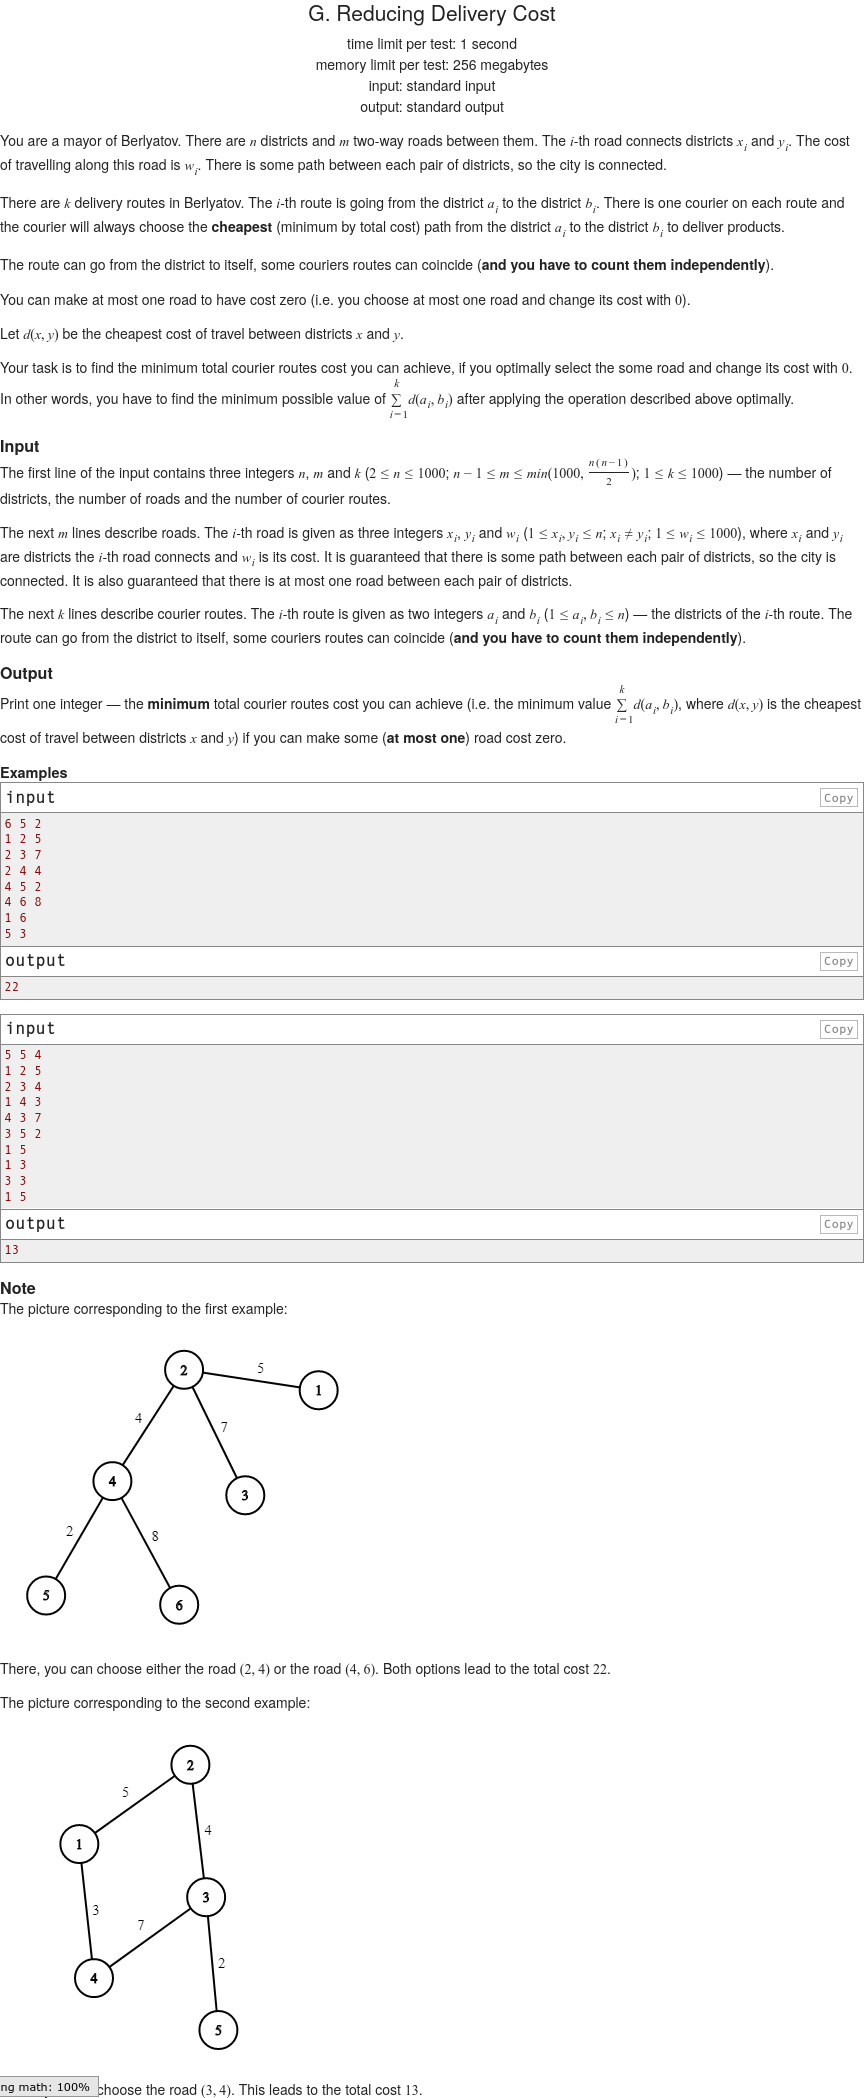 G. Reducing Delivery Cost
time limit per test: 1 second
memory limit per test: 256 megabytes
input: standard input
output: standard output
You are a mayor of Berlyatov. There are n districts and m two-way roads between them. The i-th road connects districts x_i and y_i. The cost
of travelling along this road is w_i. There is some path between each pair of districts, so the city is connected.
There are k delivery routes in Berlyatov. The i-th route is going from the district a_i to the district b_i. There is one courier on each route and
the courier will always choose the cheapest (minimum by total cost) path from the district a_i to the district b_i to deliver products.
The route can go from the district to itself, some couriers routes can coincide (and you have to count them independently).
You can make at most one road to have cost zero (i.e. you choose at most one road and change its cost with 0).
Let d(x, y) be the cheapest cost of travel between districts x and y.
Your task is to find the minimum total courier routes cost you can achieve, if you optimally select the some road and change its cost with 0.
In other words, you have to find the minimum possible value of \sum_{i=1}^{k} d(a_i, b_i) after applying the operation described above optimally.
Input
The first line of the input contains three integers n, m and k (2 ≤ n ≤ 1000; n − 1 ≤ m ≤ min(1000, \frac{n(n−1)}{2}); 1 ≤ k ≤ 1000) — the number of
districts, the number of roads and the number of courier routes.
The next m lines describe roads. The i-th road is given as three integers x_i, y_i and w_i (1 ≤ x_i, y_i ≤ n; x_i ≠ y_i; 1 ≤ w_i ≤ 1000), where x_i and y_i
are districts the i-th road connects and w_i is its cost. It is guaranteed that there is some path between each pair of districts, so the city is
connected. It is also guaranteed that there is at most one road between each pair of districts.
The next k lines describe courier routes. The i-th route is given as two integers a_i and b_i (1 ≤ a_i, b_i ≤ n) — the districts of the i-th route. The
route can go from the district to itself, some couriers routes can coincide (and you have to count them independently).
Output
Print one integer — the minimum total courier routes cost you can achieve (i.e. the minimum value \sum_{i=1}^{k} d(a_i, b_i), where d(x, y) is the cheapest
cost of travel between districts x and y) if you can make some (at most one) road cost zero.
Examples
input
Copy
6 5 2
1 2 5
2 3 7
2 4 4
4 5 2
4 6 8
1 6
5 3
output
Copy
22
input
Copy
5 5 4
1 2 5
2 3 4
1 4 3
4 3 7
3 5 2
1 5
1 3
3 3
1 5
output
Copy
13
Note
The picture corresponding to the first example:
2
5
1
4
7
4
3
2
8
5
6
There, you can choose either the road (2, 4) or the road (4, 6). Both options lead to the total cost 22.
The picture corresponding to the second example:
2
5
4
1
3
3
7
4
2
5
ng math: 100%
choose the road (3, 4). This leads to the total cost 13.